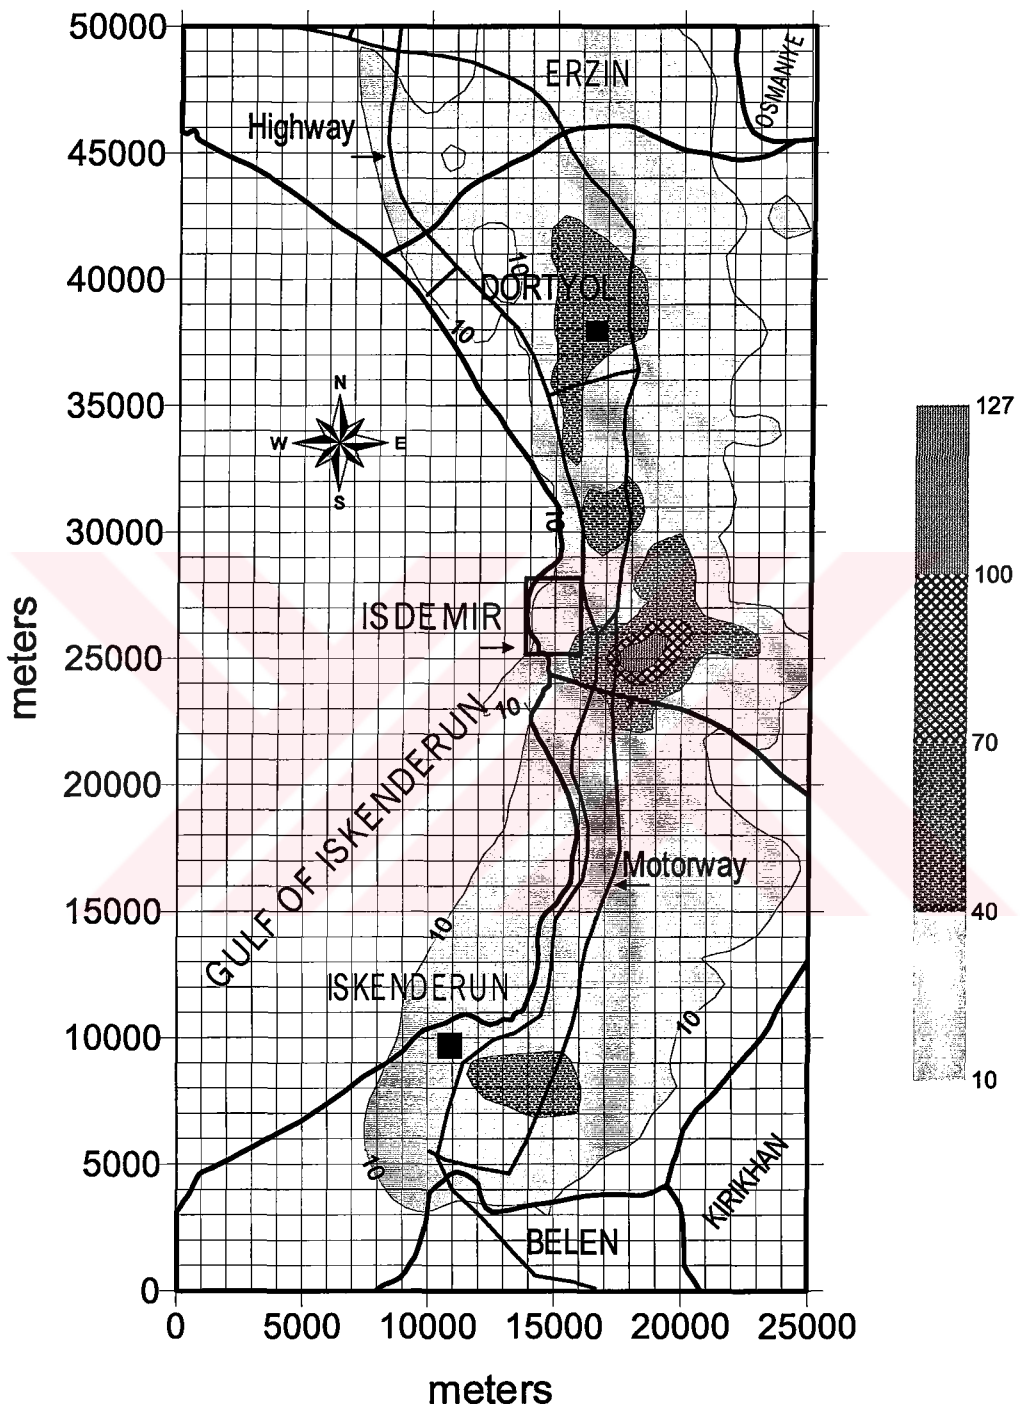 50000
ERZIN
OSMANIYE
Highway
45000
10
40000
DÖRTYOL
10
N
W E
S
35000
127
10
30000
100
ISDEMIR
25000
meters
10
70
GULF OF ISKENDERUN
20000
Motorway
15000
40
10
ISKENDERUN
10
10000
10
5000
10
KIRIKHAN
BELEN
0
0 5000 10000 15000 20000 25000
meters